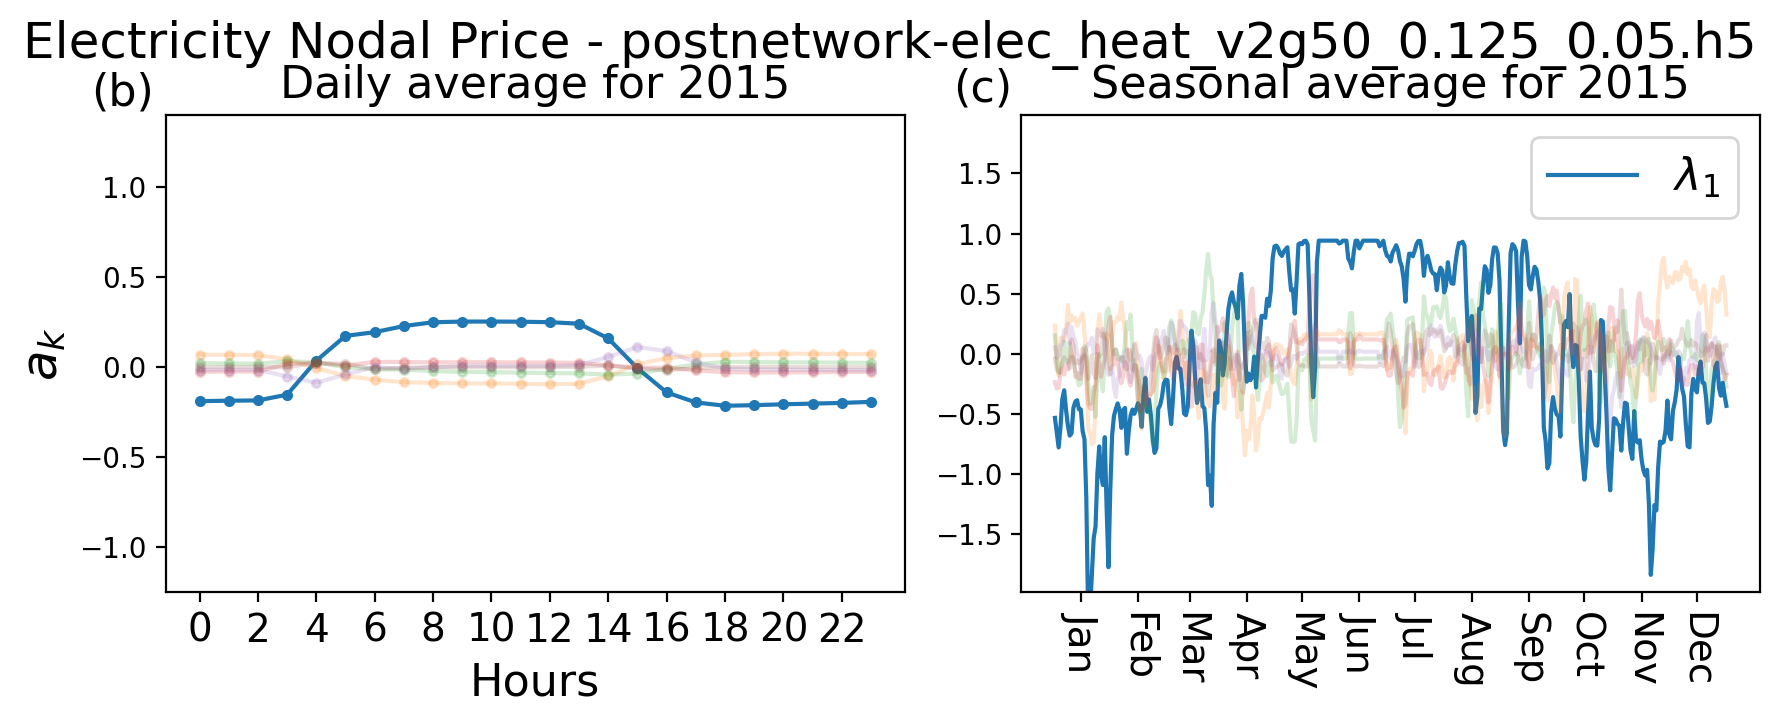 Electricity Nodal Price - postnetwork-elec_heat_v2g50_0.125_0.05.h5
(b) Daily average for 2015
1.0
0.5
0.0
−0.5
−1.0
a_k
0 2 4 6 8 10 12 14 16 18 20 22
Hours
(c) Seasonal average for 2015
λ_1
1.5
1.0
0.5
0.0
−0.5
−1.0
−1.5
Jan Feb Mar Apr May Jun Jul Aug Sep Oct Nov Dec